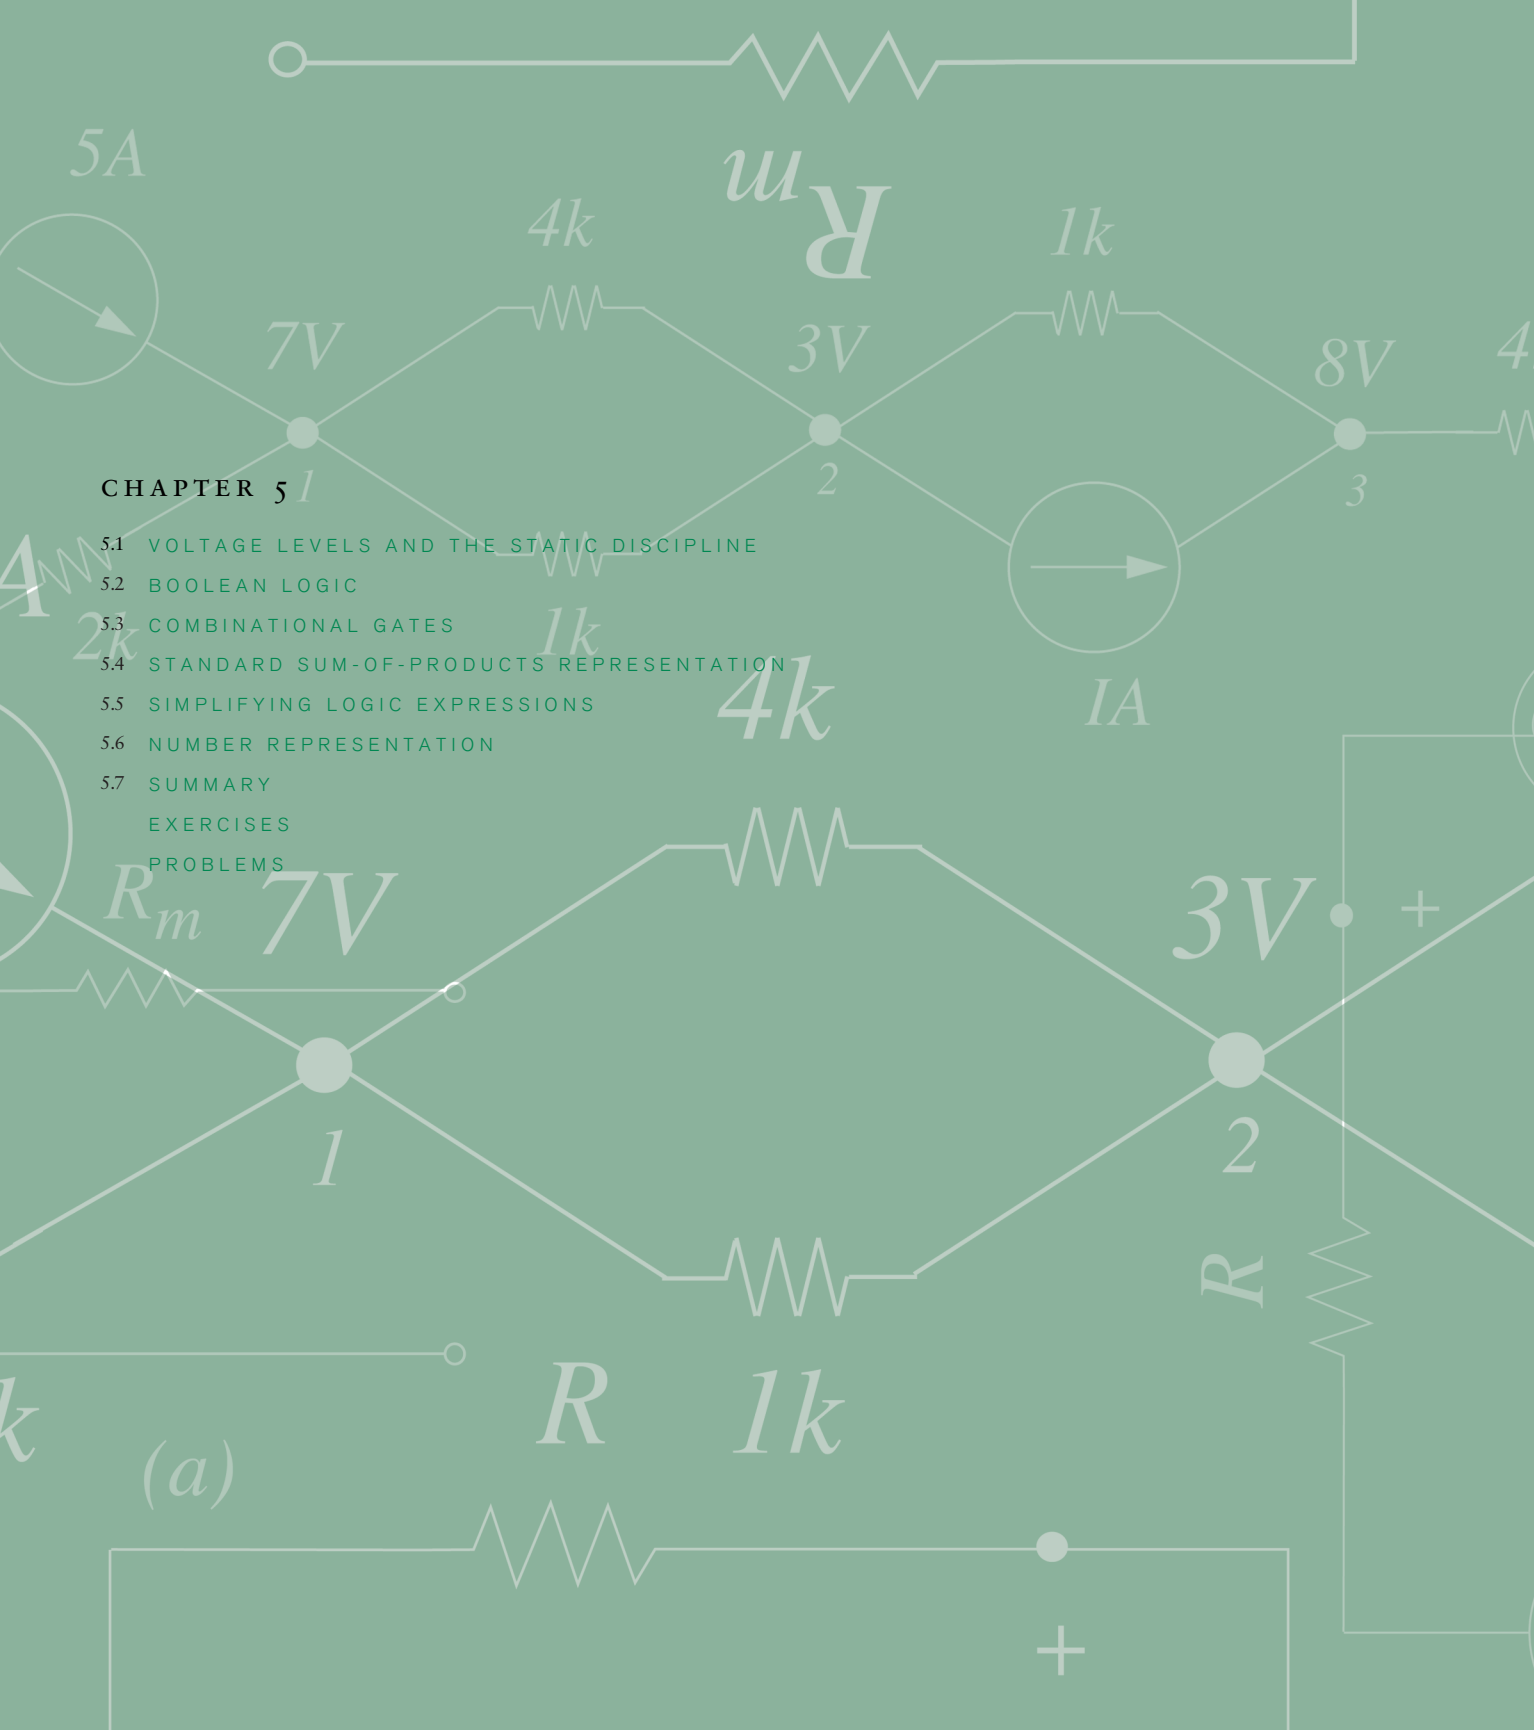 5A
m
R
4k
1k
7V
3V
8V
4
CHAPTER 5
1
2
3
5.1 VOLTAGE LEVELS AND THE STATIC DISCIPLINE
A
5.2 BOOLEAN LOGIC
5.3 COMBINATIONAL GATES
2k
1k
5.4 STANDARD SUM-OF-PRODUCTS REPRESENTATION
4k
1A
5.5 SIMPLIFYING LOGIC EXPRESSIONS
5.6 NUMBER REPRESENTATION
5.7 SUMMARY
EXERCISES
PROBLEMS
Rm
7V
3V
+
1
2
R
R
1k
k
(a)
+